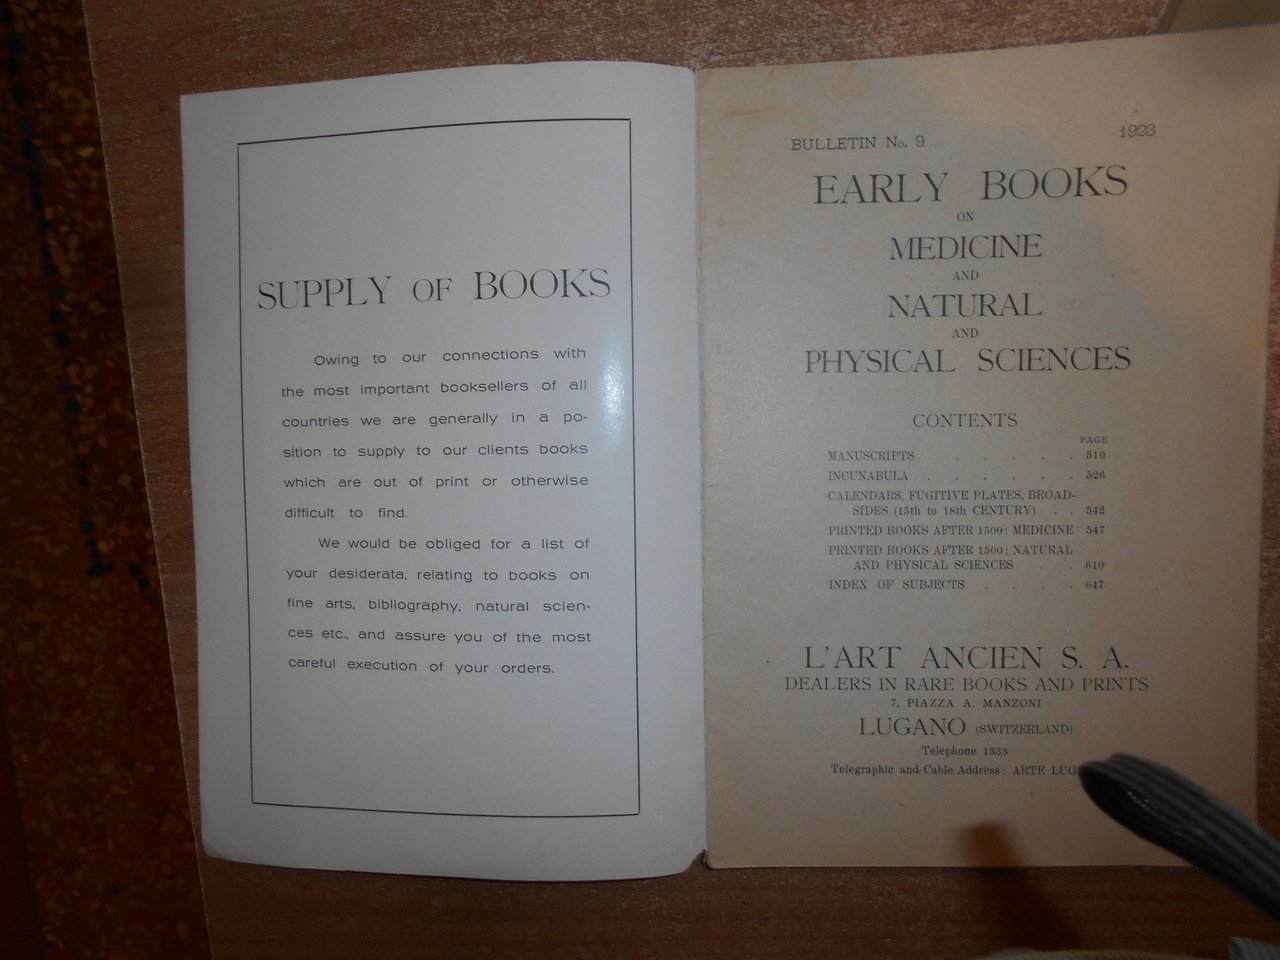 SUPPLY OF BOOKS
Owing to our connections with
the most important booksellers of all
countries we are generally in a po-
sition to supply to our clients books
which are out of print or otherwise
difficult to find.
We would be obliged for a list of
your desiderata, relating to books on
fine arts, bibliography, natural scien-
ces etc., and assure you of the most
careful execution of your orders.
BULLETIN No. 9 1923
EARLY BOOKS
ON
MEDICINE
AND
NATURAL
AND
PHYSICAL SCIENCES
CONTENTS
PAGE
MANUSCRIPTS . . . . . 510
INCUNABULA . . . . . . 526
CALENDARS, FUGITIVE PLATES, BROAD-
SIDES (15th to 18th CENTURY) . . 542
PRINTED BOOKS AFTER 1500: MEDICINE 547
PRINTED BOOKS AFTER 1500: NATURAL
AND PHYSICAL SCIENCES . . 610
INDEX OF SUBJECTS . . . . 647
L'ART ANCIEN S. A.
DEALERS IN RARE BOOKS AND PRINTS
7, PIAZZA A. MANZONI
LUGANO (SWITZERLAND)
Telephone 1333
Telegraphic and Cable Address: ARTE